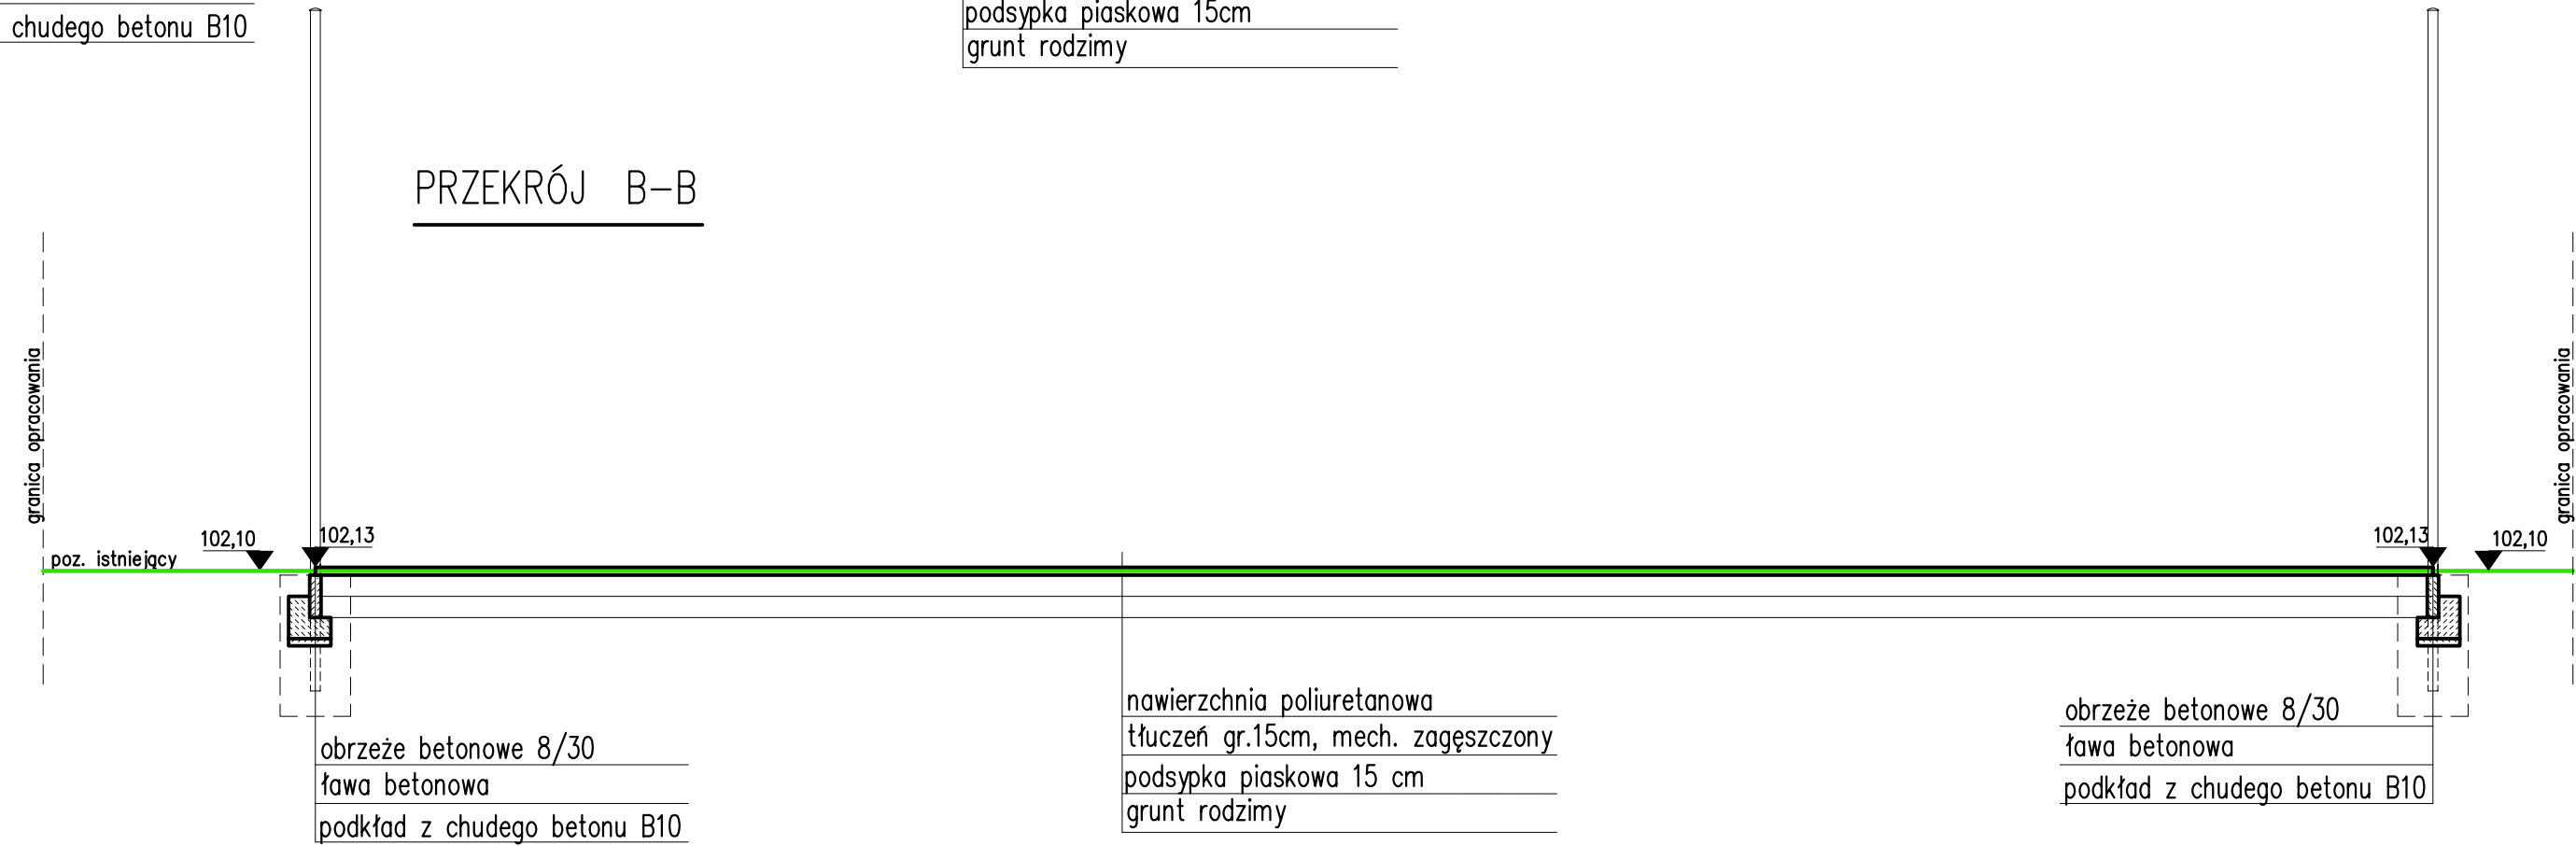 chudego betonu B10
podsypka piaskowa 15cm
grunt rodzimy
PRZEKRÓJ B-B
granica opracowania
granica opracowania
102,10
102,13
102,13
102,10
poz. istniejący
nawierzchnia poliuretanowa
tłuczeń gr.15cm, mech. zagęszczony
podsypka piaskowa 15 cm
grunt rodzimy
obrzeże betonowe 8/30
ława betonowa
podkład z chudego betonu B10
obrzeże betonowe 8/30
ława betonowa
podkład z chudego betonu B10